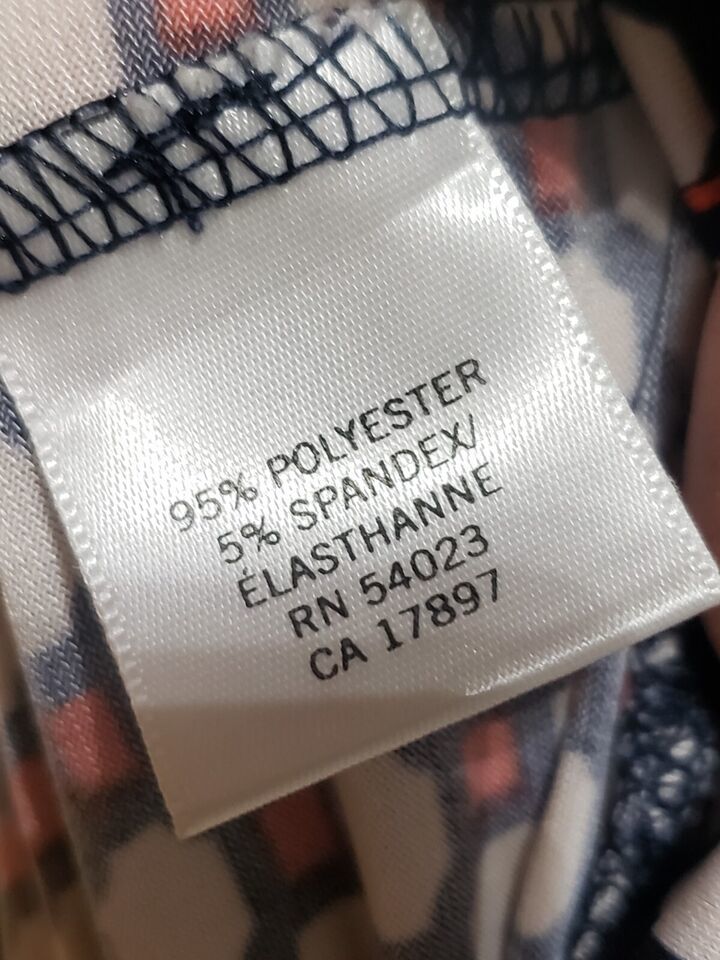 95% POLYESTER
5% SPANDEX/
ÉLASTHANNE
RN 54023
CA 17897